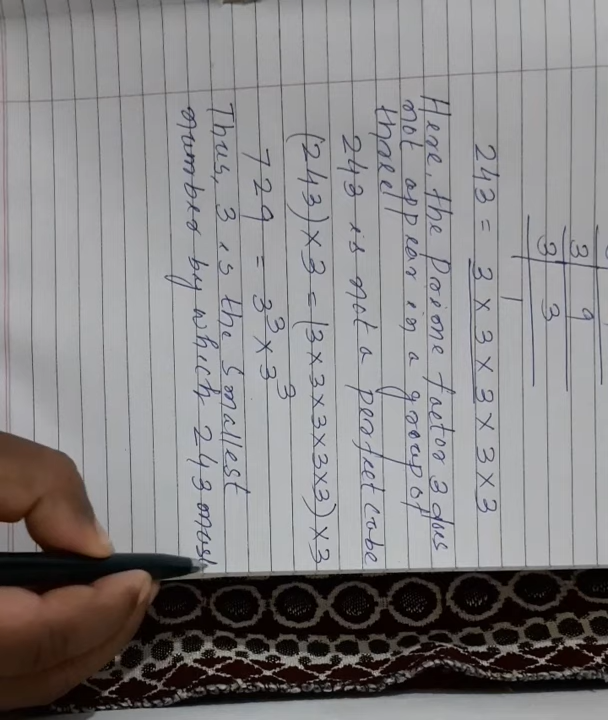 3 9
3 3
1
243 = 3 × 3 × 3 × 3 × 3
Here, the Prime factor 3 does
not appear in a group of
three
243 is not a perfect cube
(243) × 3 = (3×3×3×3×3) × 3
729 = 3³ × 3³
Thus, 3 is the smallest
number by which 243 must